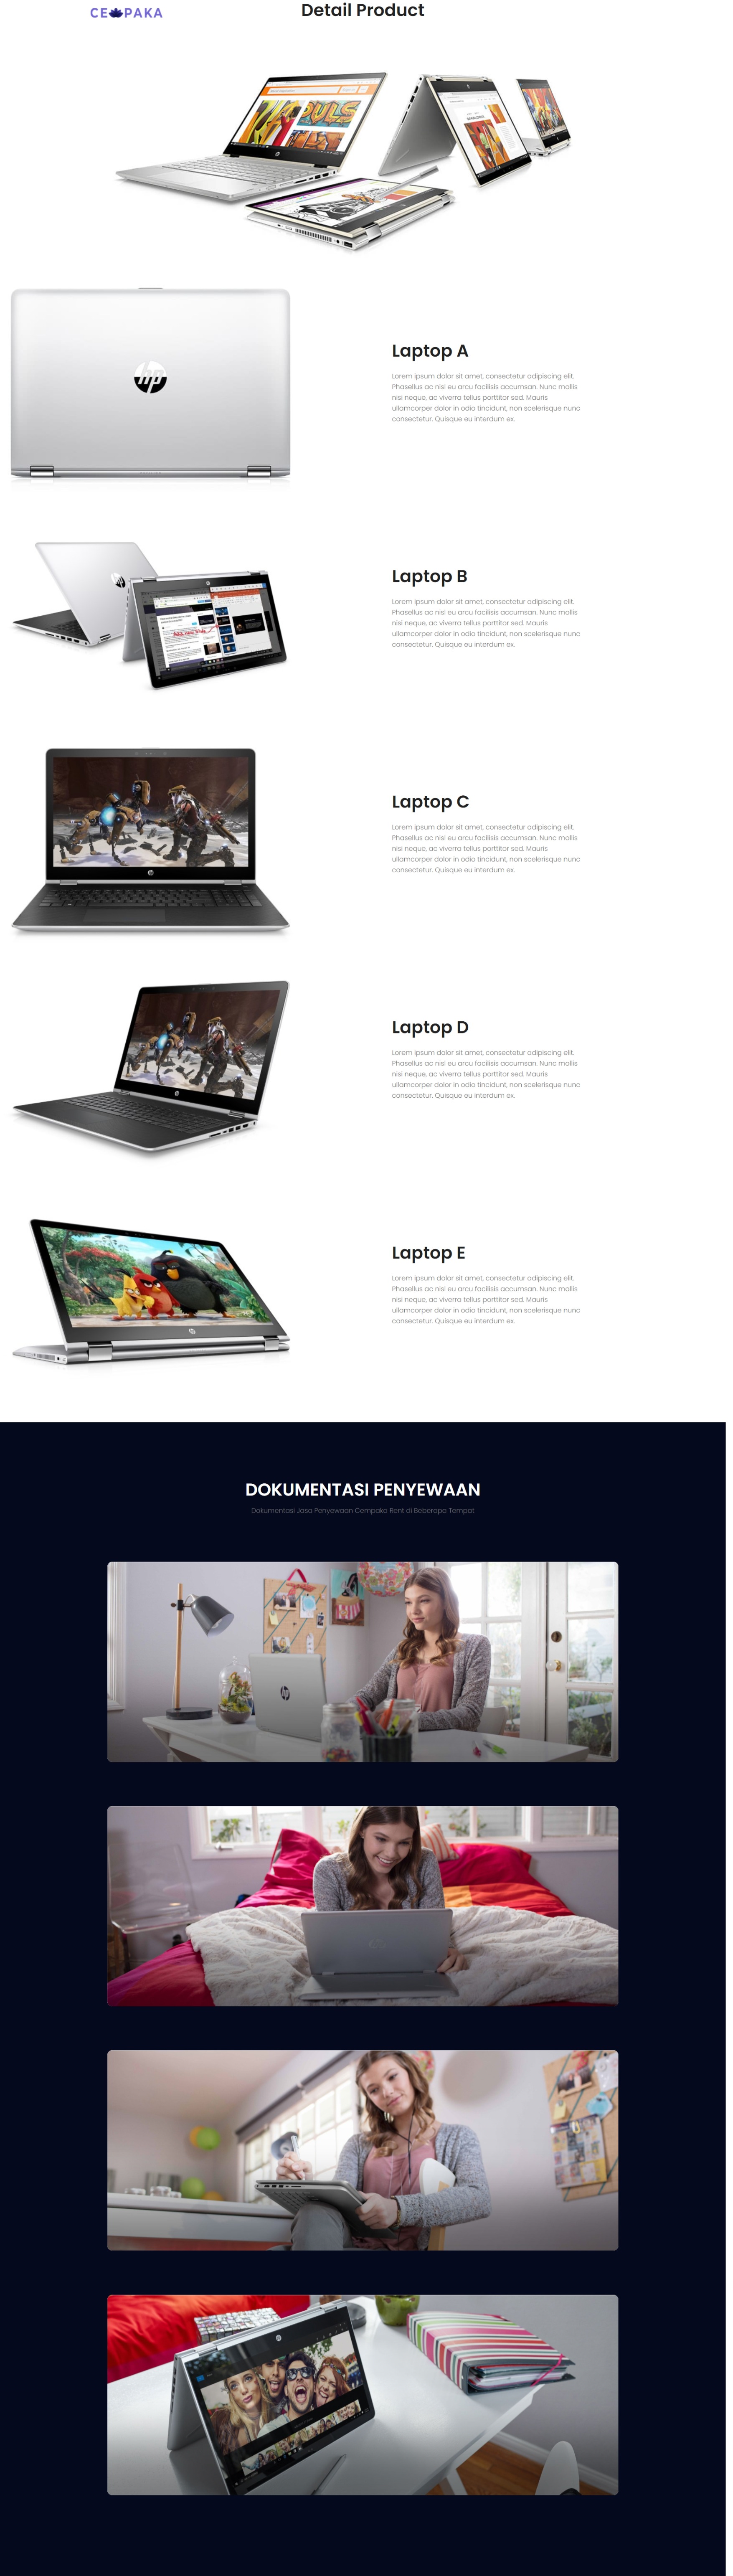 CE PAKA
Detail Product
hp
Laptop A
Lorem ipsum dolor sit amet, consectetur adipiscing elit.
Phasellus ac nisl eu arcu facilisis accumsan. Nunc mollis
nisi neque, ac viverra tellus porttitor sed. Mauris
ullamcorper dolor in odio tincidunt, non scelerisque nunc
consectetur. Quisque eu interdum ex.
Laptop B
Lorem ipsum dolor sit amet, consectetur adipiscing elit.
Phasellus ac nisl eu arcu facilisis accumsan. Nunc mollis
nisi neque, ac viverra tellus porttitor sed. Mauris
ullamcorper dolor in odio tincidunt, non scelerisque nunc
consectetur. Quisque eu interdum ex.
Laptop C
Lorem ipsum dolor sit amet, consectetur adipiscing elit.
Phasellus ac nisl eu arcu facilisis accumsan. Nunc mollis
nisi neque, ac viverra tellus porttitor sed. Mauris
ullamcorper dolor in odio tincidunt, non scelerisque nunc
consectetur. Quisque eu interdum ex.
Laptop D
Lorem ipsum dolor sit amet, consectetur adipiscing elit.
Phasellus ac nisl eu arcu facilisis accumsan. Nunc mollis
nisi neque, ac viverra tellus porttitor sed. Mauris
ullamcorper dolor in odio tincidunt, non scelerisque nunc
consectetur. Quisque eu interdum ex.
Laptop E
Lorem ipsum dolor sit amet, consectetur adipiscing elit.
Phasellus ac nisl eu arcu facilisis accumsan. Nunc mollis
nisi neque, ac viverra tellus porttitor sed. Mauris
ullamcorper dolor in odio tincidunt, non scelerisque nunc
consectetur. Quisque eu interdum ex.
DOKUMENTASI PENYEWAAN
Dokumentasi Jasa Penyewaan Cempaka Rent di Beberapa Tempat